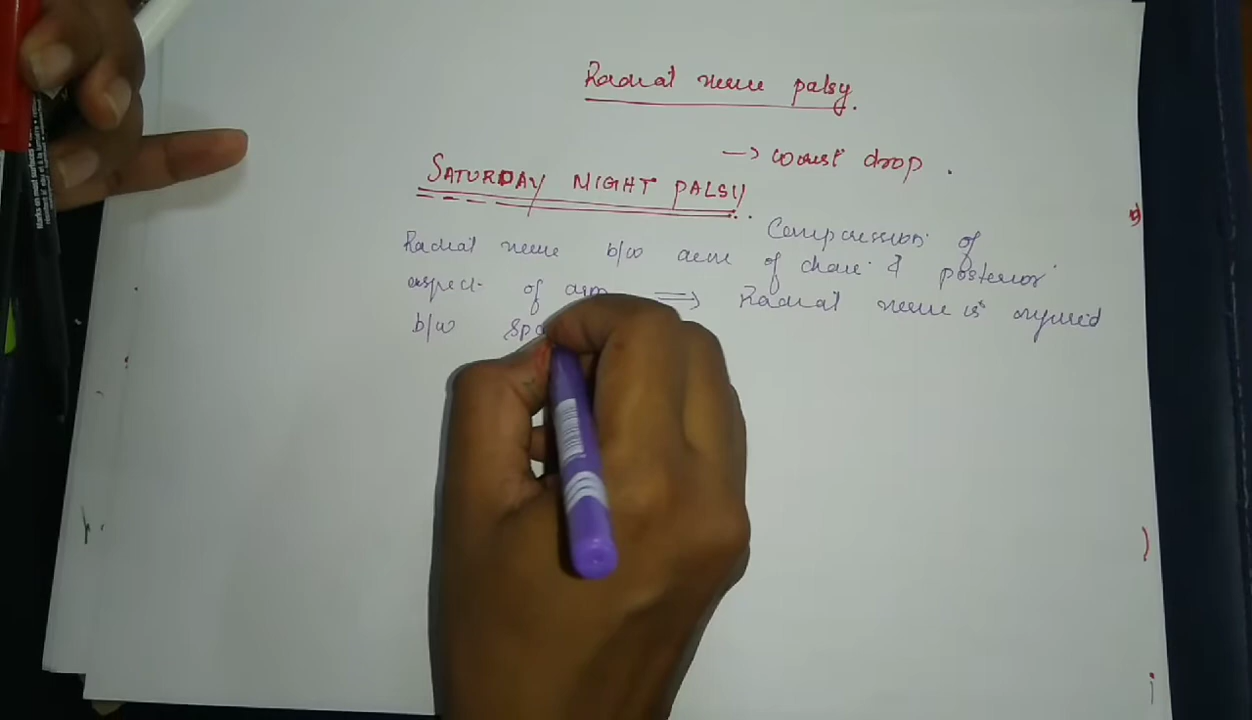 Radial nerve palsy.
→ wrist drop.
SATURDAY NIGHT PALSY.
Compression of
Radial nerve b/w arm of chair & posterior
aspect of arm ⇒ Radial nerve is injured
b/w